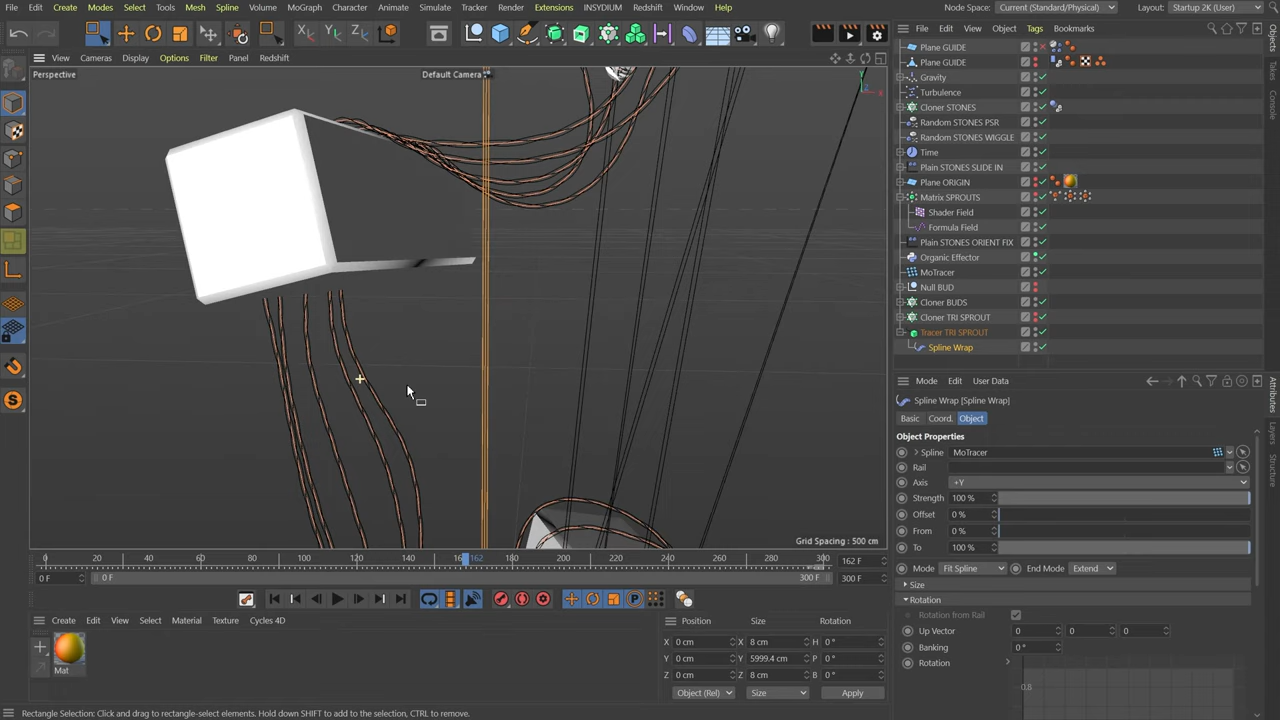 File Edit Create Modes Select Tools Mesh Spline Volume MoGraph Character Animate Simulate Tracker Render Extensions INSYDIUM Redshift Window Help Node Space: Current (Standard/Physical) Layout: Startup 2K (User)
X Y Z
View Cameras Display Options Filter Panel Redshift
Perspective
Default Camera
Grid Spacing : 500 cm
0 20 40 60 80 100 120 140 162 180 200 220 240 260 280 300
162 F
0 F 0 F 300 F 300 F
Create Edit View Select Material Texture Cycles 4D
Mat
Position Size Rotation
X 0 cm X 8 cm H 0 °
Y 0 cm Y 5999.4 cm P 0 °
Z 0 cm Z 8 cm B 0 °
Object (Rel) Size Apply
Rectangle Selection: Click and drag to rectangle-select elements. Hold down SHIFT to add to the selection, CTRL to remove.
File Edit View Object Tags Bookmarks
Plane GUIDE
Plane GUIDE
Gravity
Turbulence
Cloner STONES
Random STONES PSR
Random STONES WIGGLE
Time
Plain STONES SLIDE IN
Plane ORIGIN
Matrix SPROUTS
Shader Field
Formula Field
Plain STONES ORIENT FIX
Organic Effector
MoTracer
Null BUD
Cloner BUDS
Cloner TRI SPROUT
Tracer TRI SPROUT
Spline Wrap
Mode Edit User Data
Spline Wrap [Spline Wrap]
Basic Coord. Object
Object Properties
Spline MoTracer
Rail
Axis +Y
Strength 100 %
Offset 0 %
From 0 %
To 100 %
Mode Fit Spline End Mode Extend
Size
Rotation
Rotation from Rail
Up Vector 0 0 0
Banking 0 °
Rotation
0.8
Objects
Takes
Console
Attributes
Layers
Structure